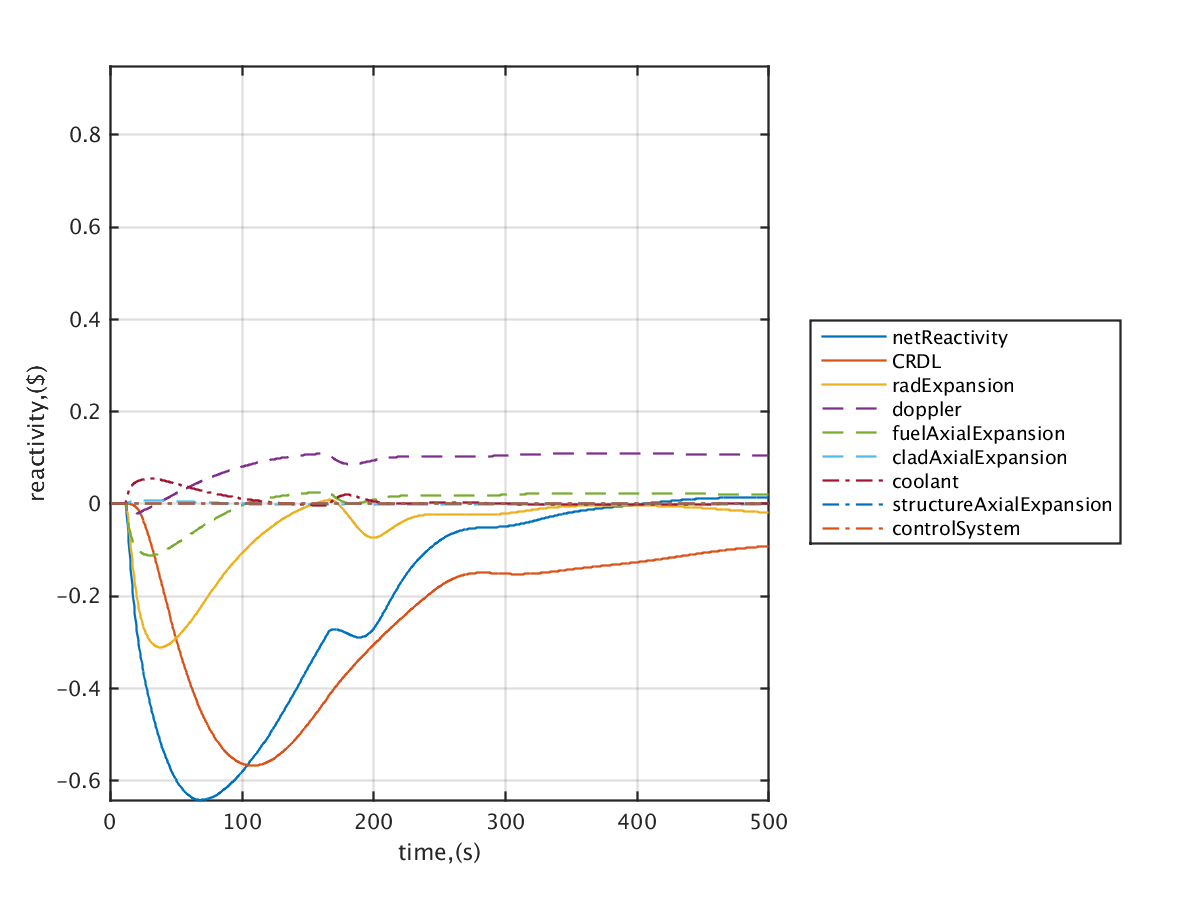 0.8
0.6
0.4
0.2
0
-0.2
-0.4
-0.6
reactivity,($)
0 100 200 300 400 500
time,(s)
netReactivity
CRDL
radExpansion
doppler
fuelAxialExpansion
cladAxialExpansion
coolant
structureAxialExpansion
controlSystem